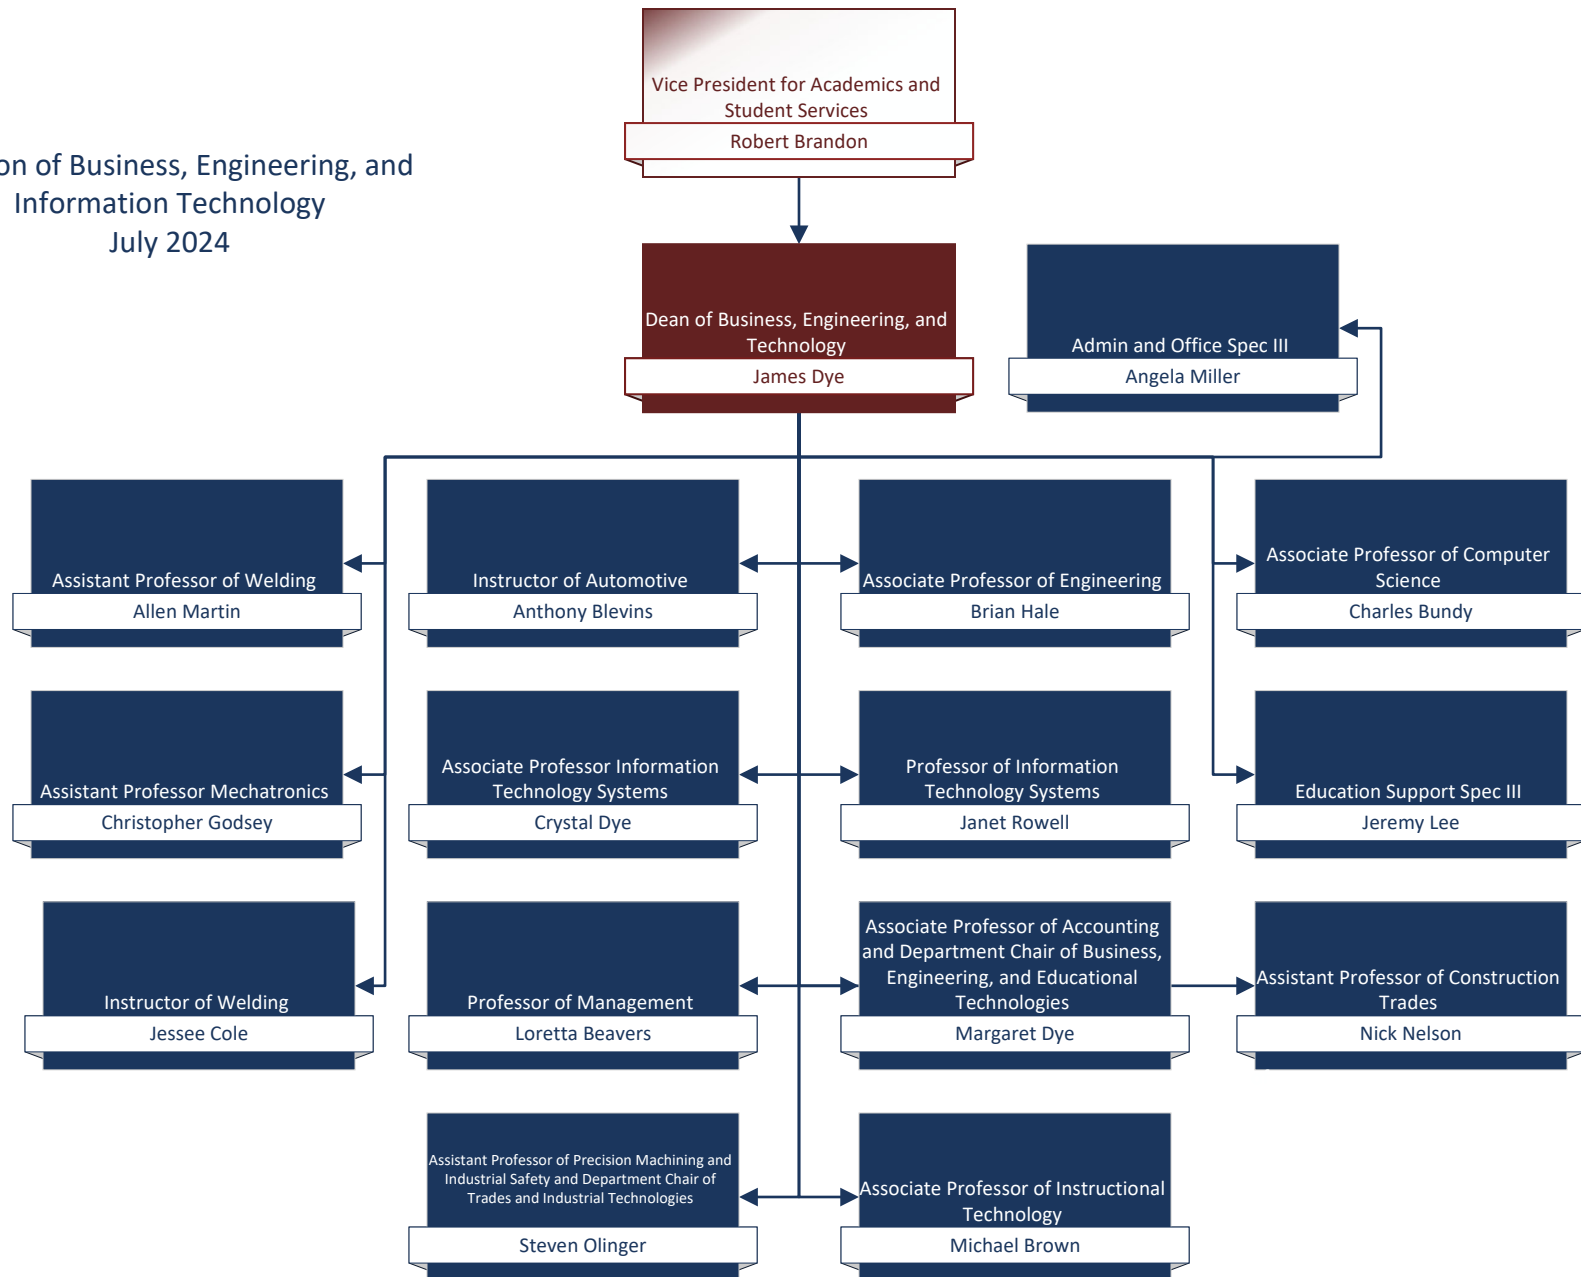 Vice President for Academics and
Student Services
Robert Brandon
on of Business, Engineering, and
Information Technology
July 2024
Dean of Business, Engineering, and
Technology
James Dye
Admin and Office Spec III
Angela Miller
Assistant Professor of Welding
Allen Martin
Instructor of Automotive
Anthony Blevins
Associate Professor of Engineering
Brian Hale
Associate Professor of Computer
Science
Charles Bundy
Assistant Professor Mechatronics
Christopher Godsey
Associate Professor Information
Technology Systems
Crystal Dye
Professor of Information
Technology Systems
Janet Rowell
Education Support Spec III
Jeremy Lee
Instructor of Welding
Jessee Cole
Professor of Management
Loretta Beavers
Associate Professor of Accounting
and Department Chair of Business,
Engineering, and Educational
Technologies
Margaret Dye
Assistant Professor of Construction
Trades
Nick Nelson
Assistant Professor of Precision Machining and
Industrial Safety and Department Chair of
Trades and Industrial Technologies
Steven Olinger
Associate Professor of Instructional
Technology
Michael Brown